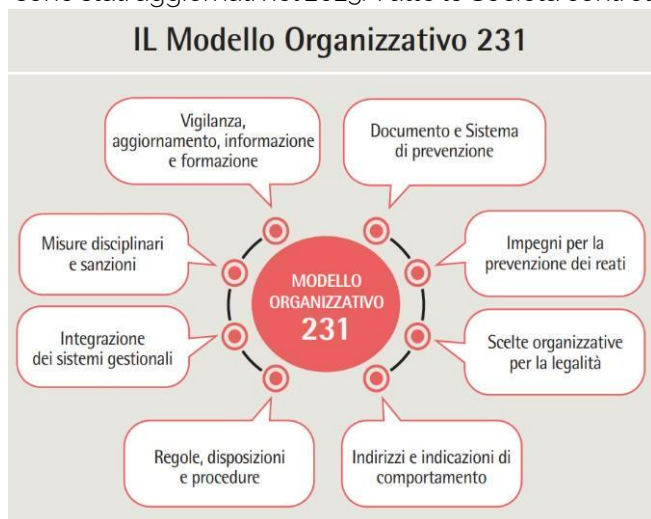 IL Modello Organizzativo 231
Vigilanza,
aggiornamento, informazione
e formazione
Documento e Sistema
di prevenzione
Misure disciplinari
e sanzioni
Impegni per la
prevenzione dei reati
MODELLO
ORGANIZZATIVO
231
Integrazione
dei sistemi gestionali
Scelte organizzative
per la legalità
Regole, disposizioni
e procedure
Indirizzi e indicazioni di
comportamento